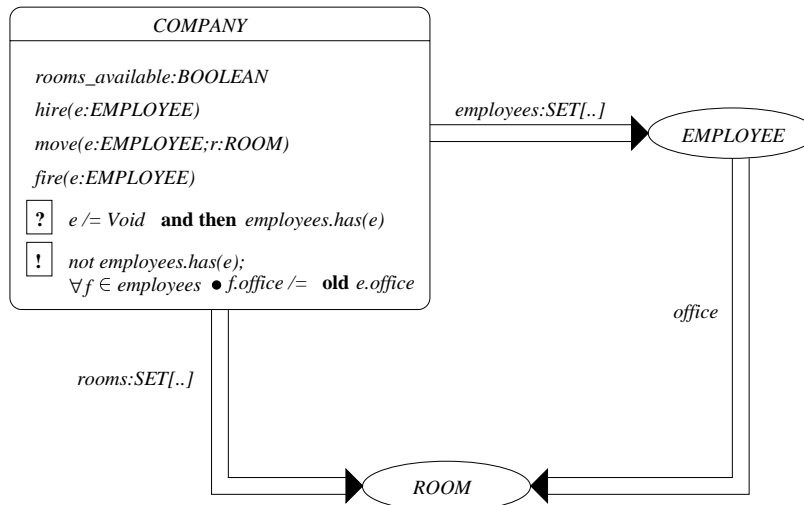 COMPANY
rooms_available:BOOLEAN
hire(e:EMPLOYEE)
move(e:EMPLOYEE;r:ROOM)
fire(e:EMPLOYEE)
? e /= Void and then employees.has(e)
! not employees.has(e);
∀f ∈ employees ● f.office /= old e.office
employees:SET[..]
EMPLOYEE
office
rooms:SET[..]
ROOM